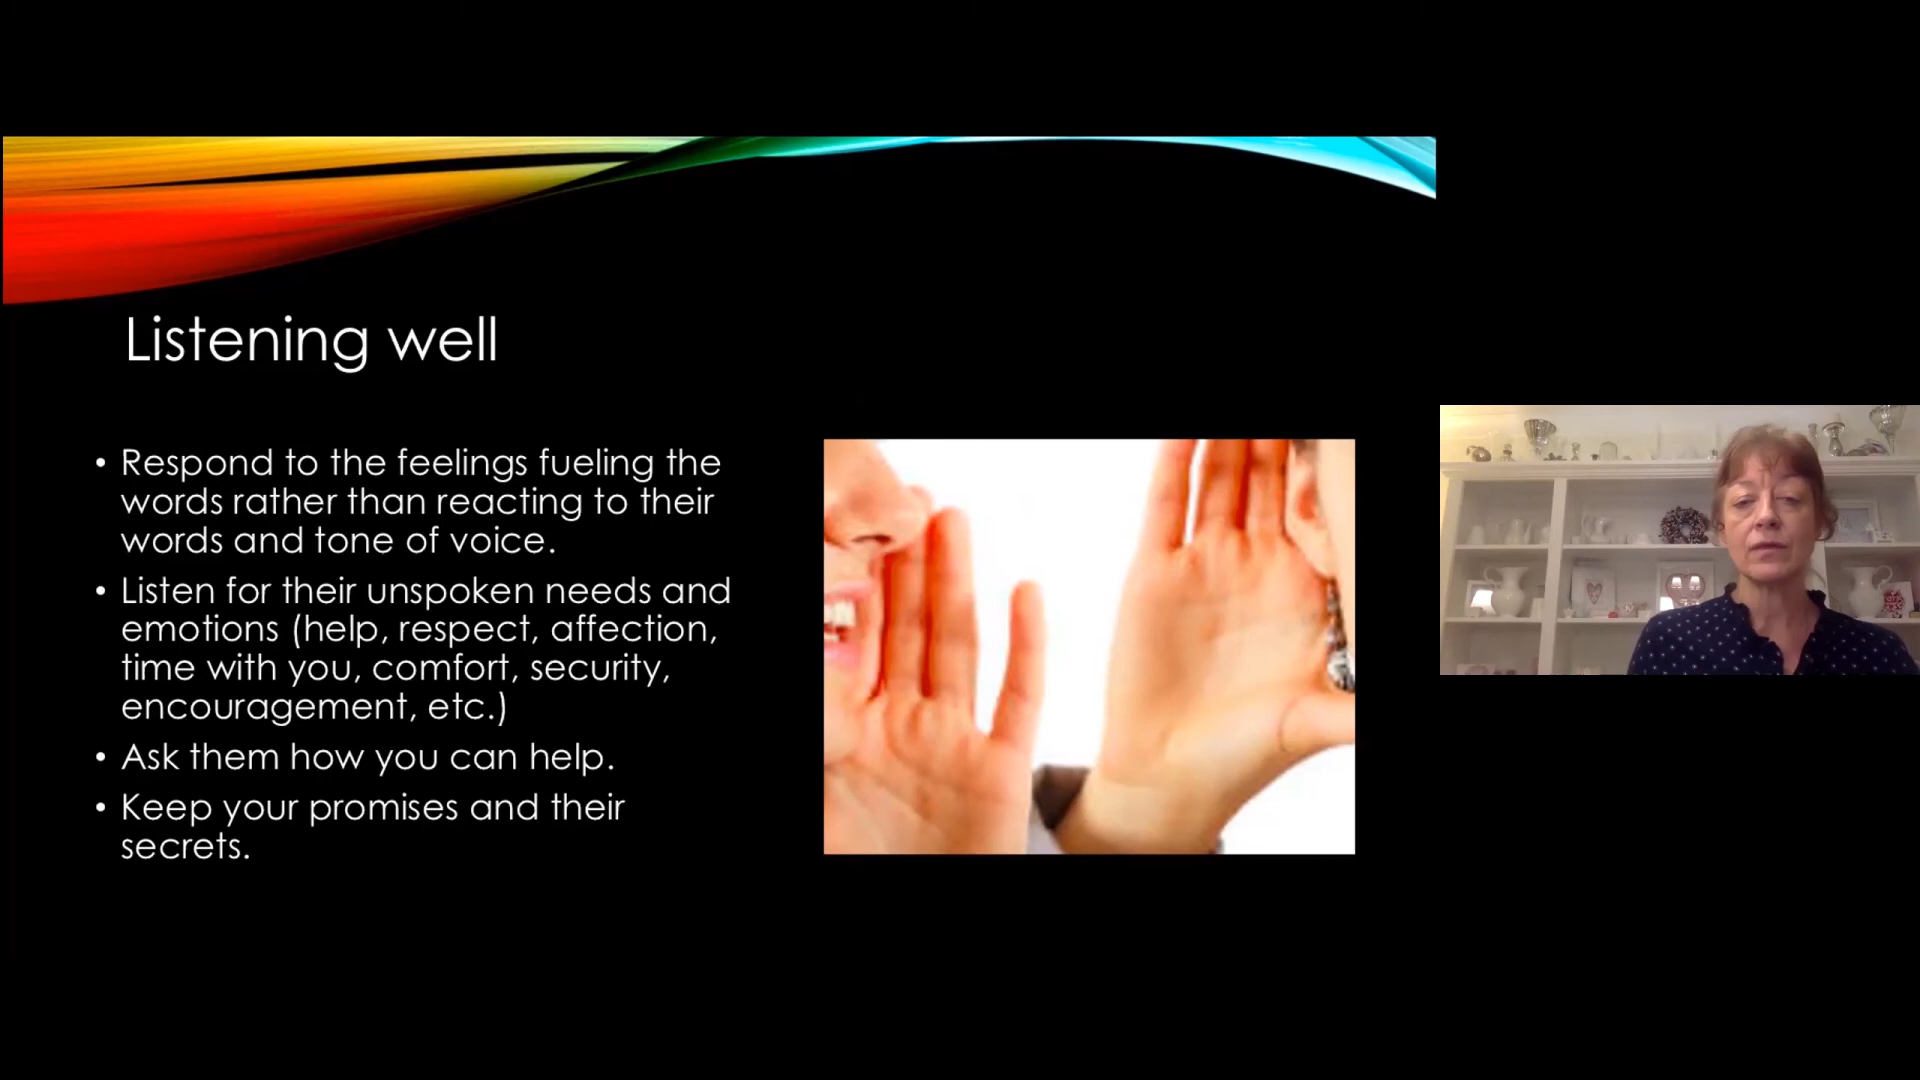 Listening well
• Respond to the feelings fueling the
words rather than reacting to their
words and tone of voice.
• Listen for their unspoken needs and
emotions (help, respect, affection,
time with you, comfort, security,
encouragement, etc.)
• Ask them how you can help.
• Keep your promises and their
secrets.